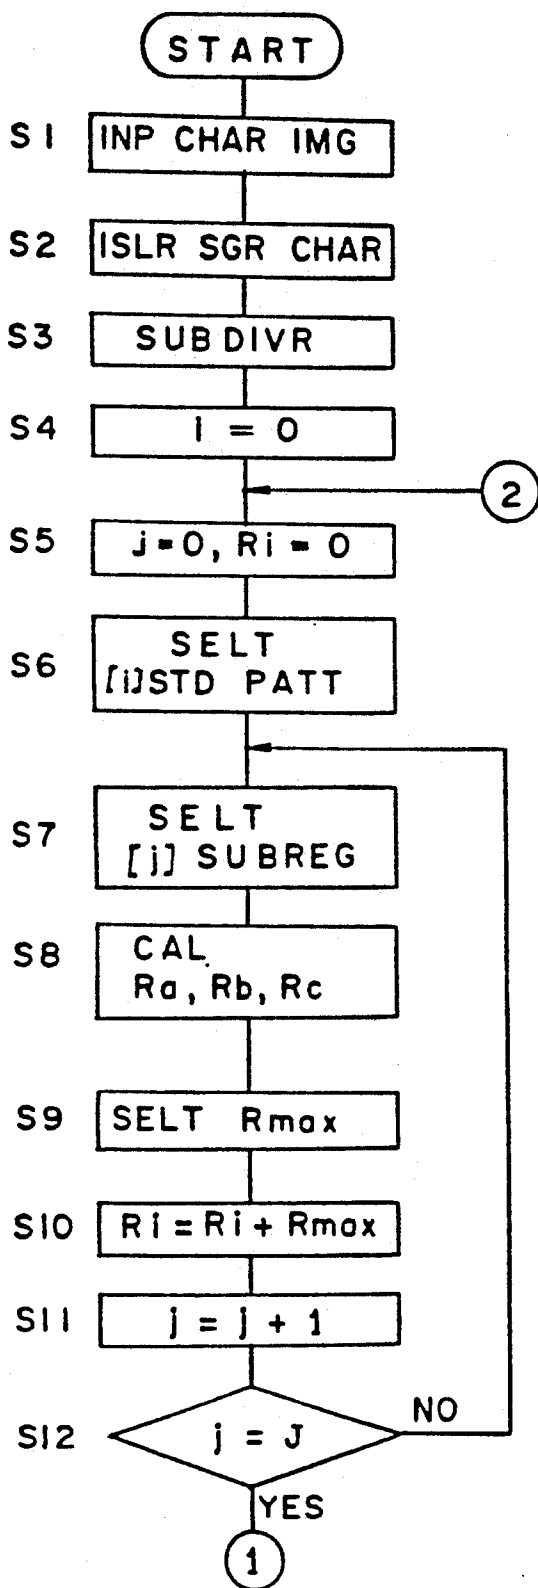 START
S1 INP CHAR IMG
S2 ISLR SGR CHAR
S3 SUBDIVR
S4 i = 0
2
S5 j=0, Ri = 0
SELT
S6 [i]STD PATT
S7 SELT
[j] SUBREG
S8 CAL
Ra, Rb, Rc
S9 SELT Rmax
S10 Ri = Ri + Rmax
S11 j = j + 1
S12 j = J NO
YES
1